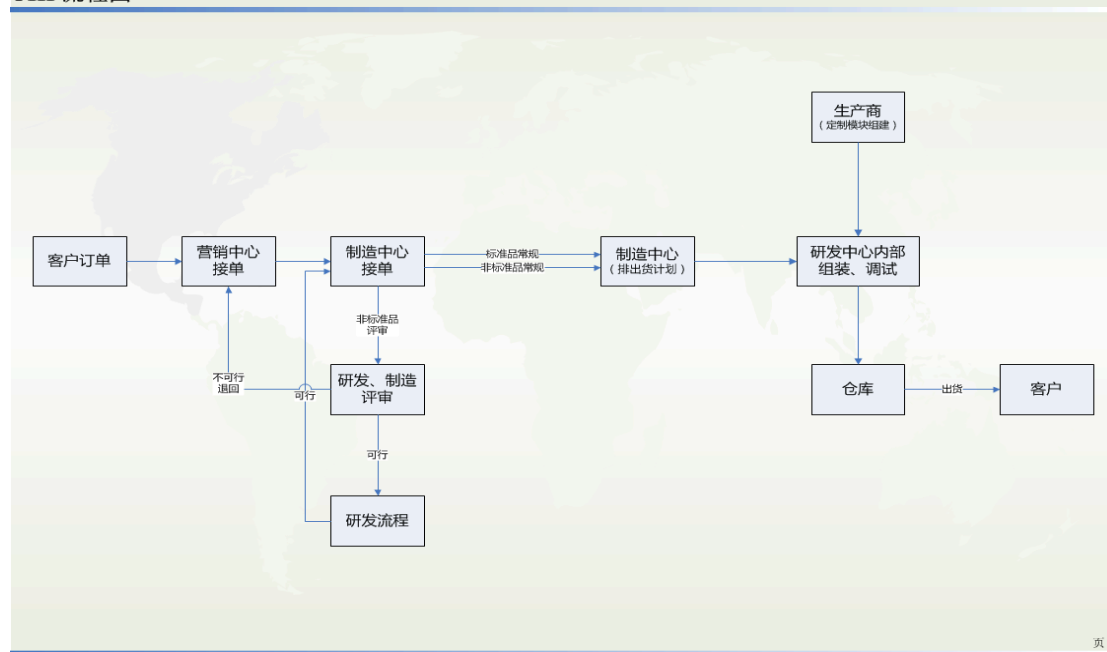 生产商
（定制模块组建）
客户订单
营销中心
接单
制造中心
接单
标准品常规
非标准品常规
制造中心
（排出货计划）
研发中心内部
组装、调试
非标准品
评审
不可行
退回
可行
研发、制造
评审
仓库
出货
客户
可行
研发流程
页